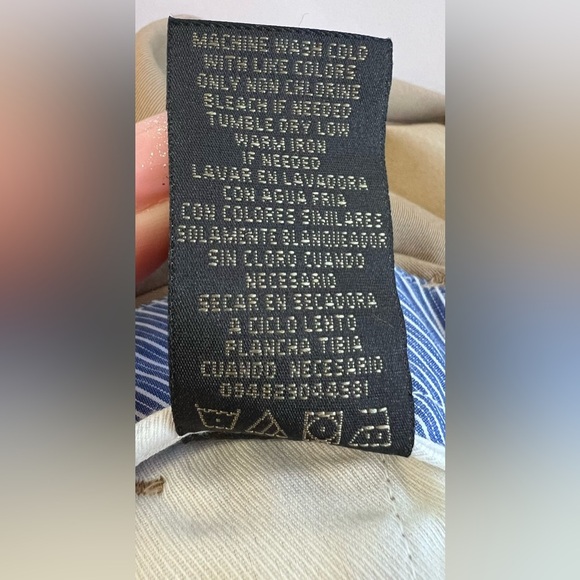 MACHINE WASH COLD
WITH LIKE COLORS
ONLY NON CHLORINE
BLEACH IF NEEDED
TUMBLE DRY LOW
WARM IRON
IF NEEDED
LAVAR EN LAVADORA
CON AGUA FRIA
CON COLORES SIMILARES
SOLAMENTE BLANQUEADOR
SIN CLORO CUANDO
NECESARIO
SECAR EN SECADORA
A CICLO LENTO
PLANCHA TIBIA
CUANDO NECESARIO